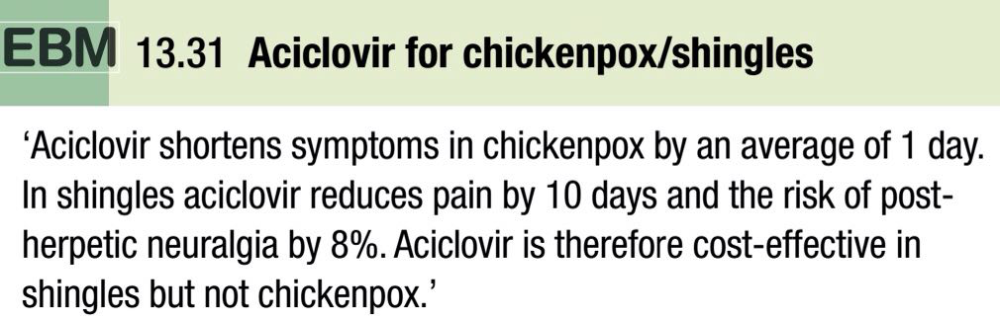 EBM 13.31 Aciclovir for chickenpox/shingles
‘Aciclovir shortens symptoms in chickenpox by an average of 1 day.
In shingles aciclovir reduces pain by 10 days and the risk of post-
herpetic neuralgia by 8%. Aciclovir is therefore cost-effective in
shingles but not chickenpox.’